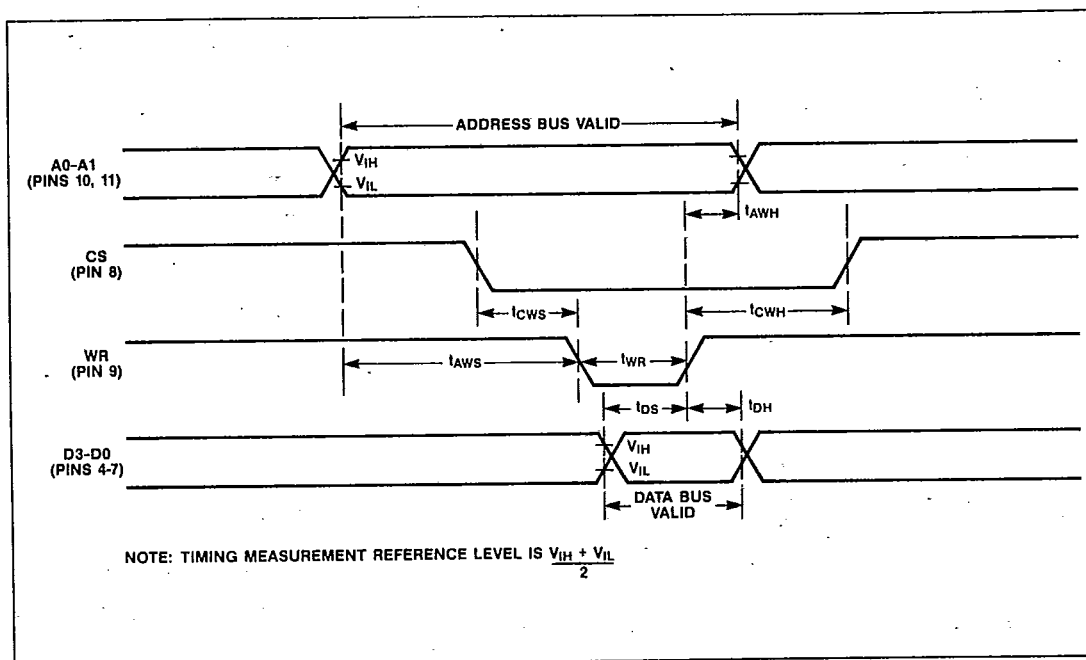 ADDRESS BUS VALID
A0–A1
(PINS 10, 11)
VIH
VIL
tAWH
CS
(PIN 8)
tCWS
tCWH
WR
(PIN 9)
tAWS
tWR
tDS
tDH
D3–D0
(PINS 4-7)
VIH
VIL
DATA BUS
VALID
NOTE: TIMING MEASUREMENT REFERENCE LEVEL IS VIH + VIL
2